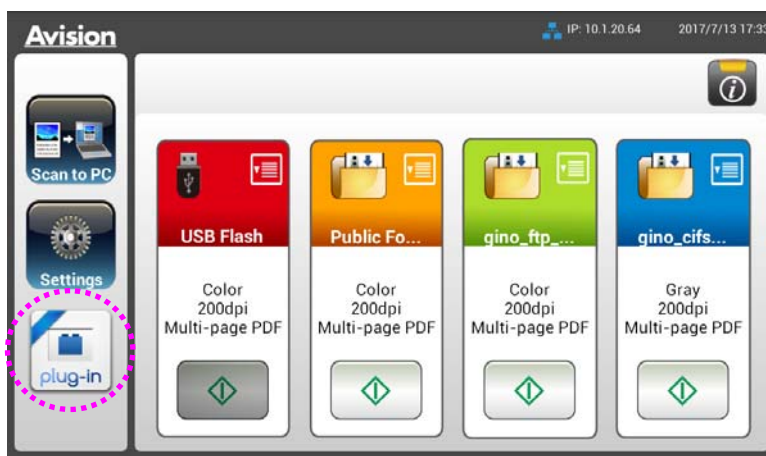 Avision
IP: 10.1.20.64
2017/7/13 17:33
Scan to PC
Settings
plug-in
USB Flash
Color
200dpi
Multi-page PDF
Public Fo...
Color
200dpi
Multi-page PDF
gino_ftp_...
Color
200dpi
Multi-page PDF
gino_cifs...
Gray
200dpi
Multi-page PDF